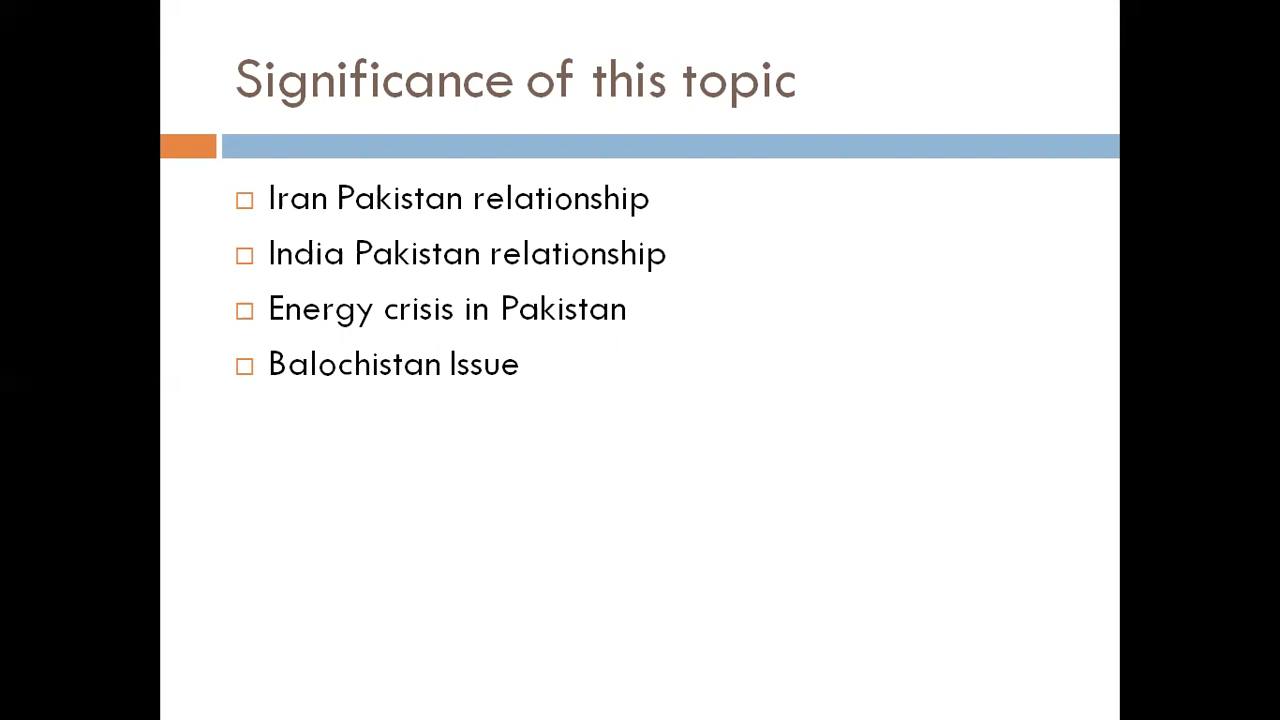 Significance of this topic
Iran Pakistan relationship
India Pakistan relationship
Energy crisis in Pakistan
Balochistan Issue